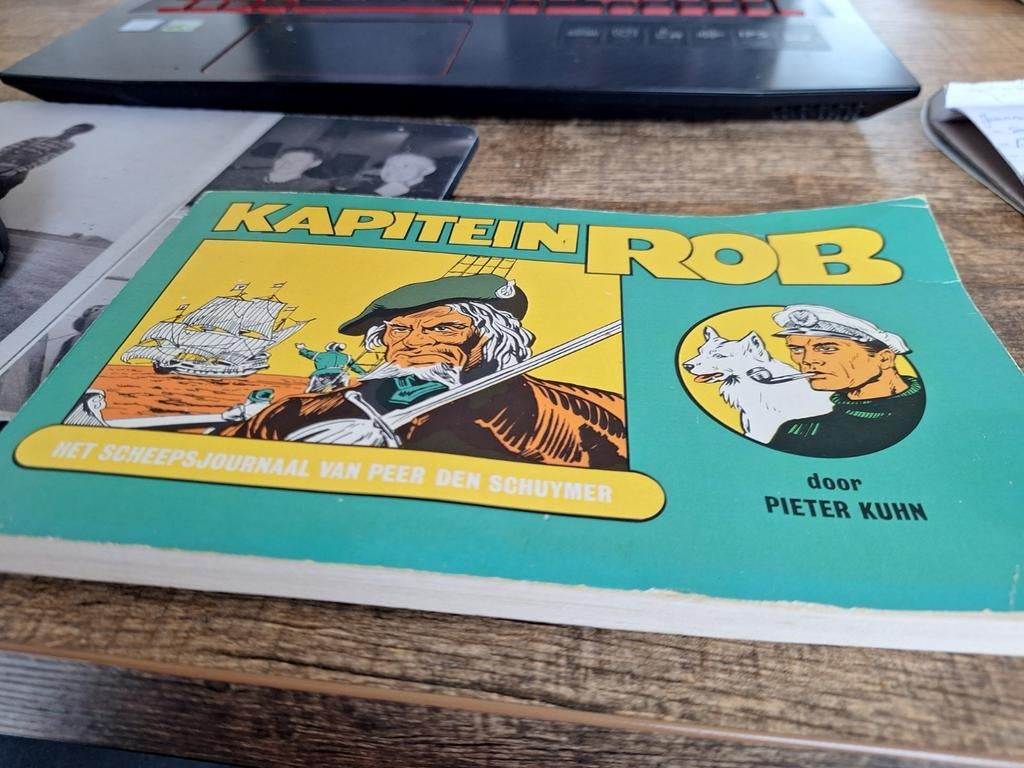 KAPITEIN ROB
HET SCHEEPSJOURNAAL VAN PEER DEN SCHUYMER
door
PIETER KUHN